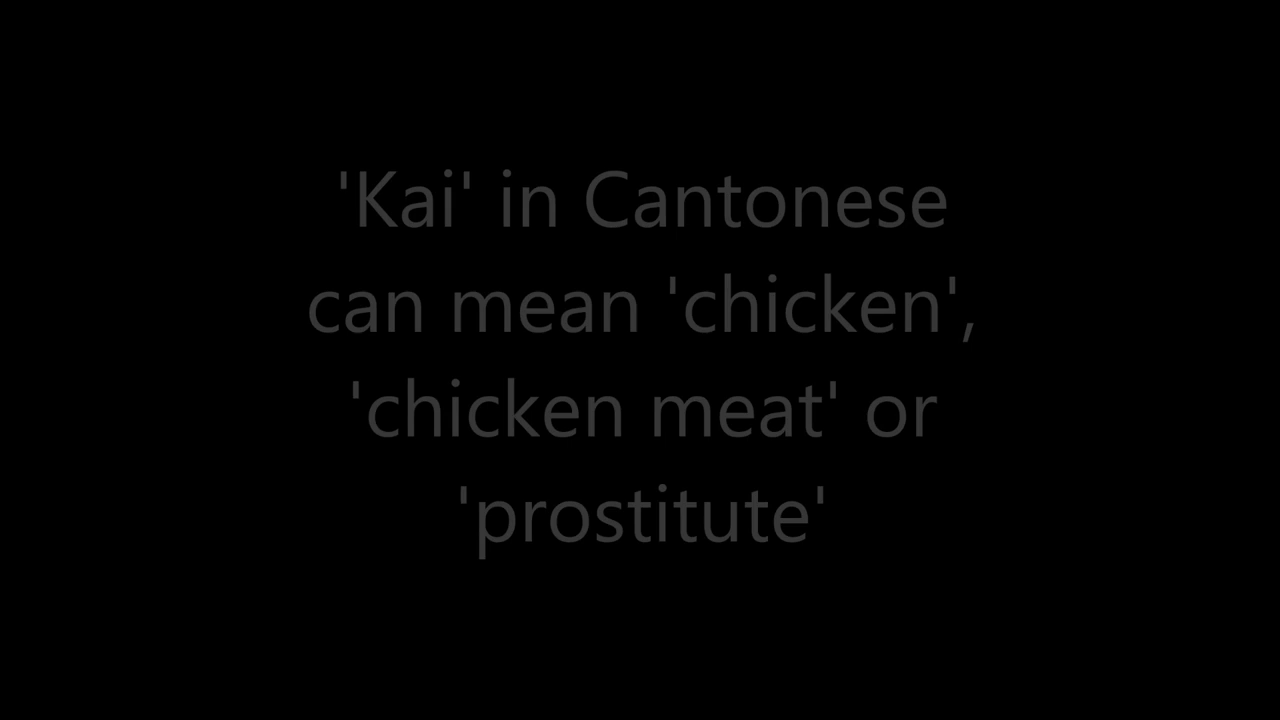 'Kai' in Cantonese
can mean 'chicken',
'chicken meat' or
'prostitute'